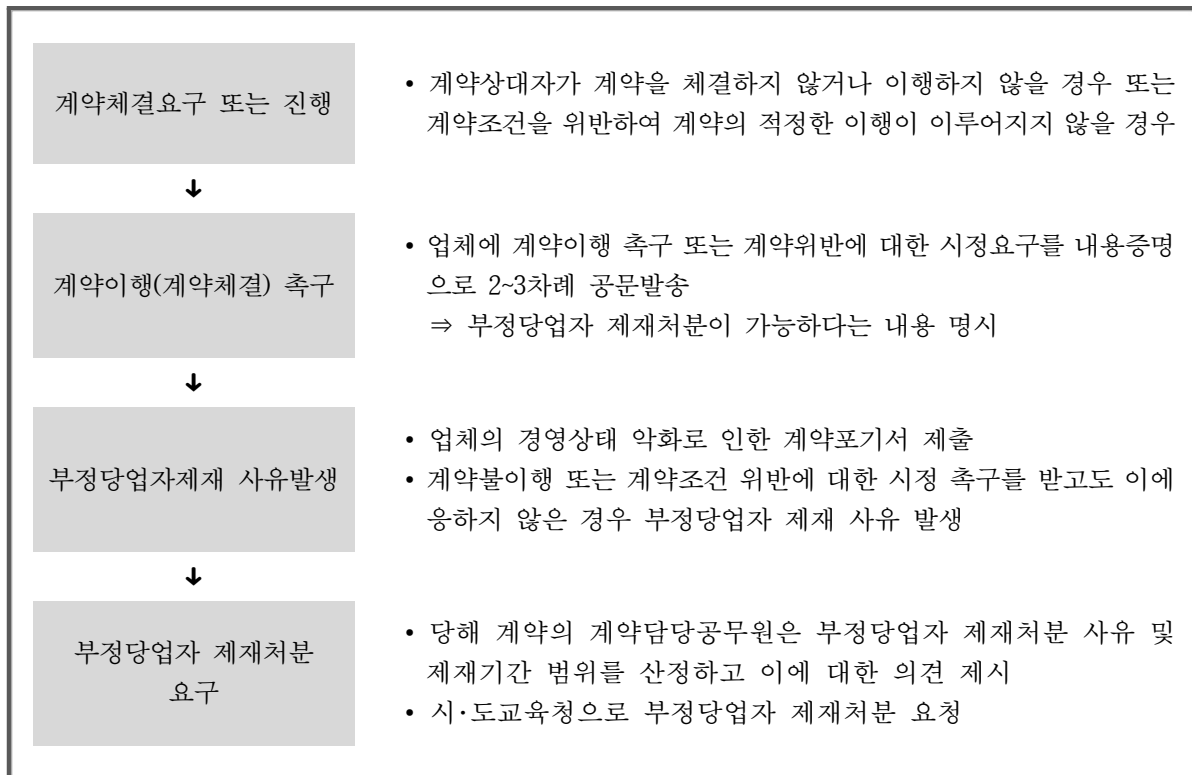 계약체결요구 또는 진행
• 계약상대자가 계약을 체결하지 않거나 이행하지 않을 경우 또는
계약조건을 위반하여 계약의 적정한 이행이 이루어지지 않을 경우
↓
계약이행(계약체결) 촉구
• 업체에 계약이행 촉구 또는 계약위반에 대한 시정요구를 내용증명
으로 2~3차례 공문발송
⇒ 부정당업자 제재처분이 가능하다는 내용 명시
↓
부정당업자제재 사유발생
• 업체의 경영상태 악화로 인한 계약포기서 제출
• 계약불이행 또는 계약조건 위반에 대한 시정 촉구를 받고도 이에
응하지 않은 경우 부정당업자 제재 사유 발생
↓
부정당업자 제재처분
요구
• 당해 계약의 계약담당공무원은 부정당업자 제재처분 사유 및
제재기간 범위를 산정하고 이에 대한 의견 제시
• 시·도교육청으로 부정당업자 제재처분 요청